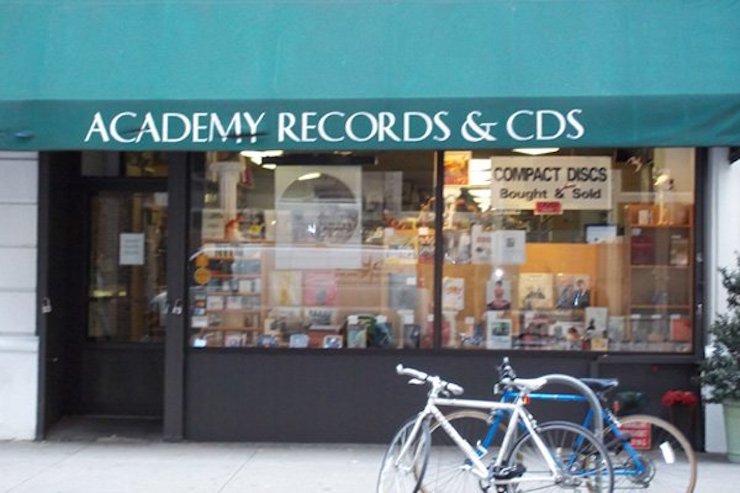 ACADEMY RECORDS & CDS
COMPACT DISCS
Bought & Sold